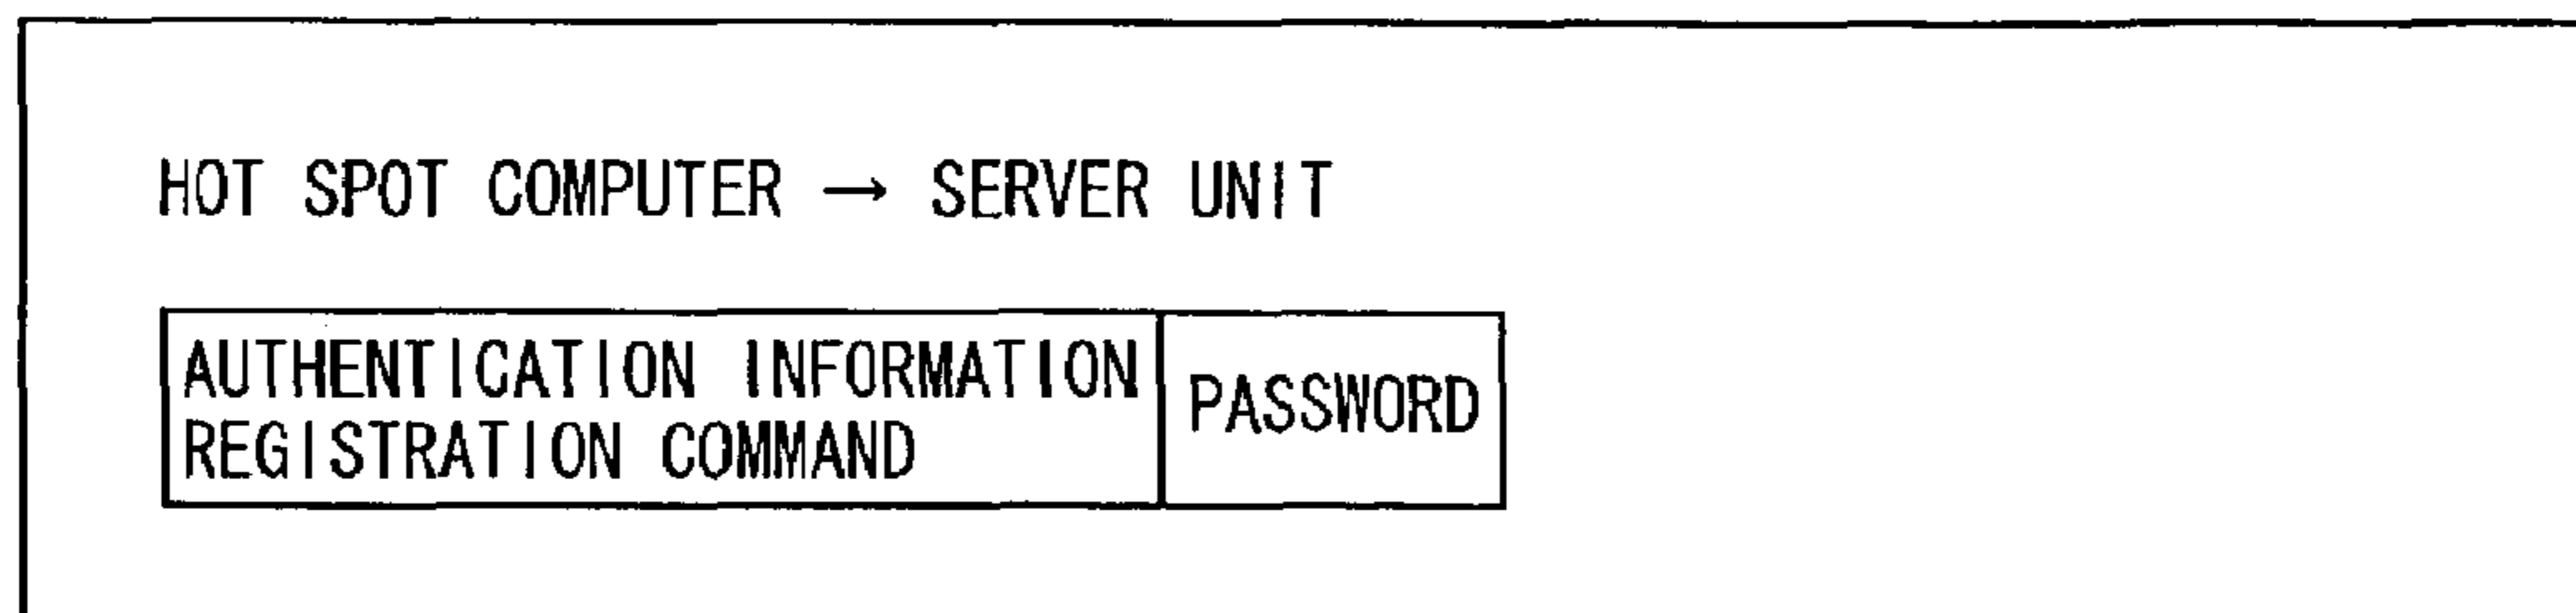 HOT SPOT COMPUTER → SERVER UNIT
AUTHENTICATION INFORMATION
REGISTRATION COMMAND
PASSWORD